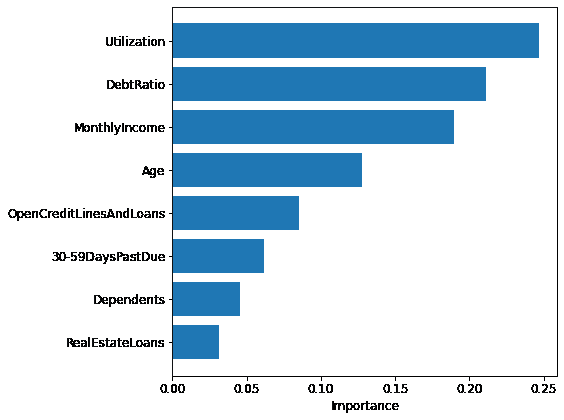 Utilization
DebtRatio
MonthlyIncome
Age
OpenCreditLinesAndLoans
30-59DaysPastDue
Dependents
RealEstateLoans
0.00 0.05 0.10 0.15 0.20 0.25
Importance